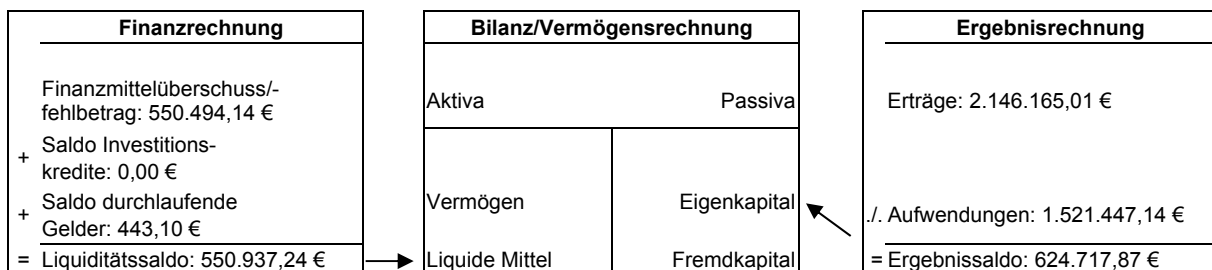 Finanzrechnung
Finanzmittelüberschuss/-
fehlbetrag: 550.494,14 €
+ Saldo Investitions-
kredite: 0,00 €
+ Saldo durchlaufende
Gelder: 443,10 €
= Liquiditätssaldo: 550.937,24 €
Bilanz/Vermögensrechnung
Aktiva Passiva
Vermögen Eigenkapital
Liquide Mittel Fremdkapital
Ergebnisrechnung
Erträge: 2.146.165,01 €
./. Aufwendungen: 1.521.447,14 €
= Ergebnissaldo: 624.717,87 €